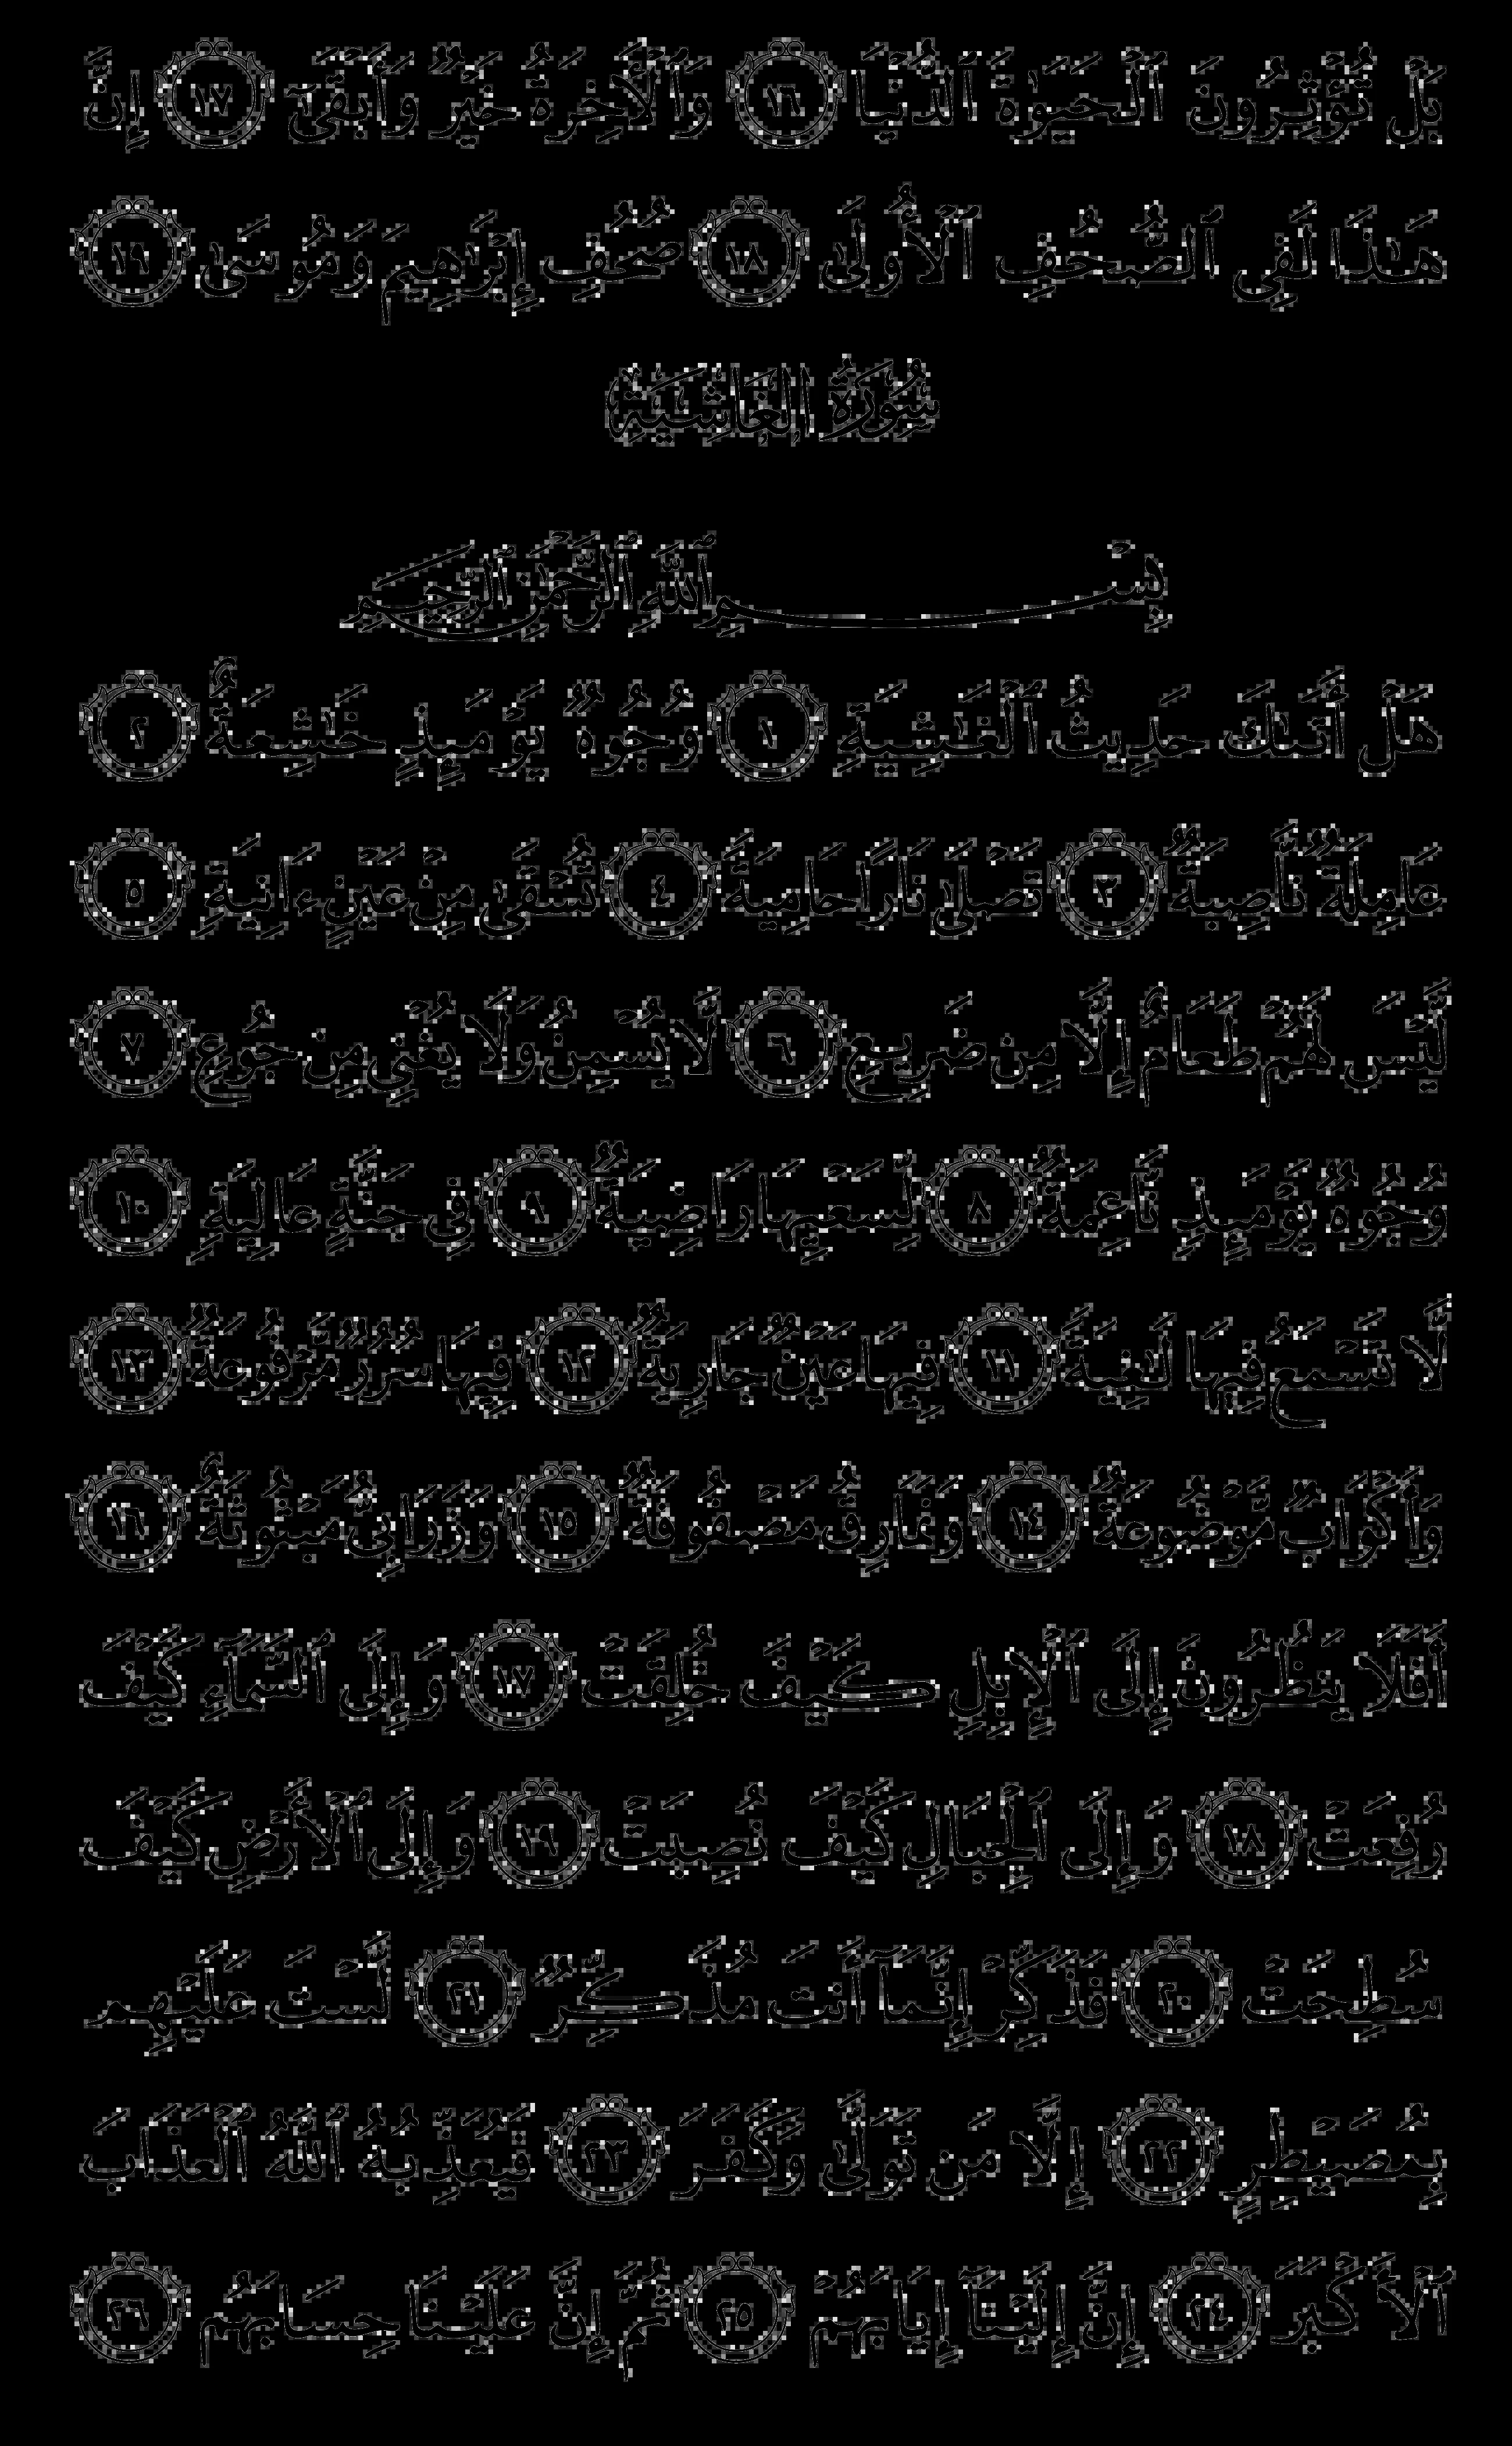 بَلْ تُؤْثِرُونَ ٱلْحَيَوٰةَ ٱلدُّنْيَا ١٦ وَٱلْأَخِرَةُ خَيْرٌ وَأَبْقَىٰٓ ١٧ إِنَّ
هَٰذَا لَفِى ٱلصُّحُفِ ٱلْأُولَىٰ ١٨ صُحُفِ إِبْرَٰهِيمَ وَمُوسَىٰ ١٩
سُورَةُ الْغَاشِيَةِ
بِسْمِ ٱللَّهِ ٱلرَّحْمَٰنِ ٱلرَّحِيمِ
هَلْ أَتَىٰكَ حَدِيثُ ٱلْغَٰشِيَةِ ١ وُجُوهٌ يَوْمَئِذٍ خَٰشِعَةٌ ٢
عَامِلَةٌ نَّاصِبَةٌ ٣ تَصْلَىٰ نَارًا حَامِيَةً ٤ تُسْقَىٰ مِنْ عَيْنٍ ءَانِيَةٍ ٥
لَّيْسَ لَهُمْ طَعَامٌ إِلَّا مِن ضَرِيعٍ ٦ لَّا يُسْمِنُ وَلَا يُغْنِى مِن جُوعٍ ٧
وُجُوهٌ يَوْمَئِذٍ نَّاعِمَةٌ ٨ لِّسَعْيِهَا رَاضِيَةٌ ٩ فِى جَنَّةٍ عَالِيَةٍ ١٠
لَّا تَسْمَعُ فِيهَا لَٰغِيَةً ١١ فِيهَا عَيْنٌ جَارِيَةٌ ١٢ فِيهَا سُرُرٌ مَّرْفُوعَةٌ ١٣
وَأَكْوَابٌ مَّوْضُوعَةٌ ١٤ وَنَمَارِقُ مَصْفُوفَةٌ ١٥ وَزَرَابِىُّ مَبْثُوثَةٌ ١٦
أَفَلَا يَنظُرُونَ إِلَى ٱلْإِبِلِ كَيْفَ خُلِقَتْ ١٧ وَإِلَى ٱلسَّمَآءِ كَيْفَ
رُفِعَتْ ١٨ وَإِلَى ٱلْجِبَالِ كَيْفَ نُصِبَتْ ١٩ وَإِلَى ٱلْأَرْضِ كَيْفَ
سُطِحَتْ ٢٠ فَذَكِّرْ إِنَّمَآ أَنتَ مُذَكِّرٌ ٢١ لَّسْتَ عَلَيْهِم
بِمُصَيْطِرٍ ٢٢ إِلَّا مَن تَوَلَّىٰ وَكَفَرَ ٢٣ فَيُعَذِّبُهُ ٱللَّهُ ٱلْعَذَابَ
ٱلْأَكْبَرَ ٢٤ إِنَّ إِلَيْنَآ إِيَابَهُمْ ٢٥ ثُمَّ إِنَّ عَلَيْنَا حِسَابَهُم ٢٦